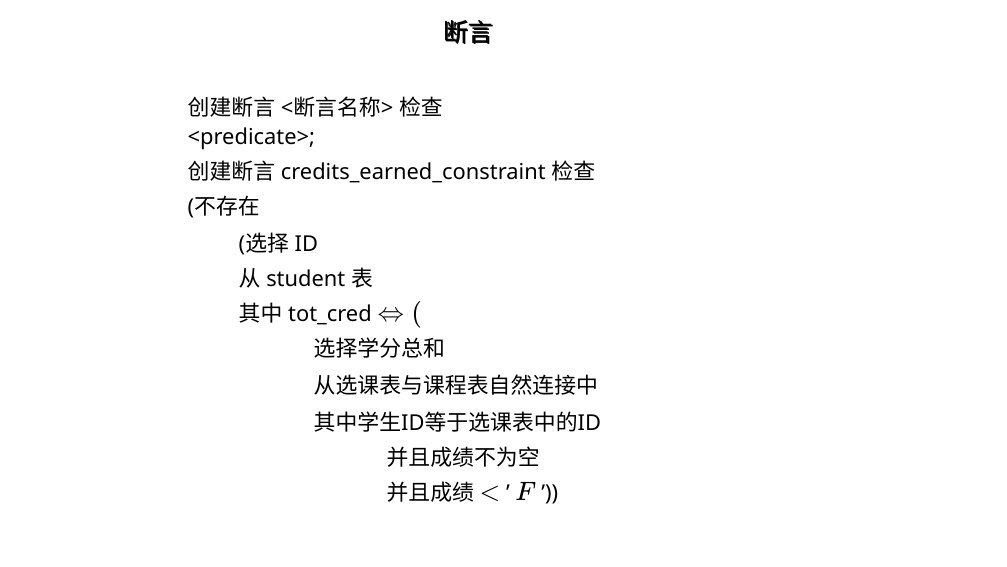 断言
创建断言 <断言名称> 检查
<predicate>;
创建断言 credits_earned_constraint 检查
(不存在
(选择 ID
从 student 表
其中 tot_cred ⇔ (
选择学分总和
从选课表与课程表自然连接中
其中学生ID等于选课表中的ID
并且成绩不为空
并且成绩 < ′ F ′))